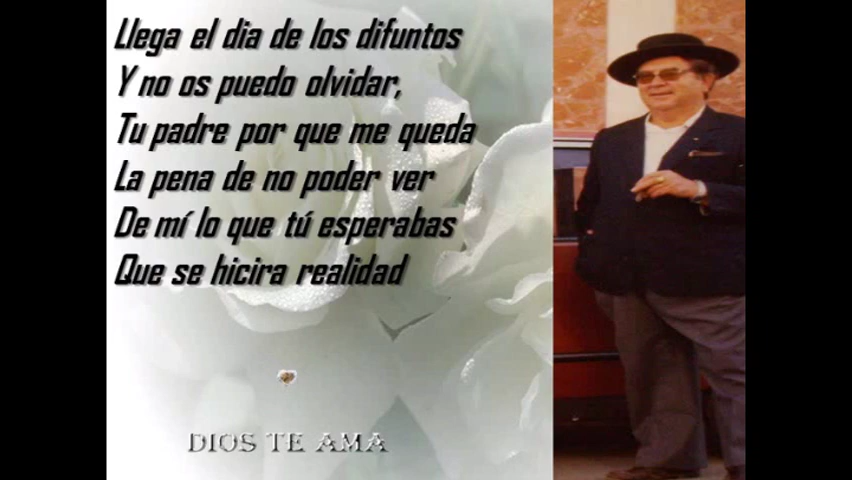 Llega el dia de los difuntos
Y no os puedo olvidar,
Tu padre por que me queda
La pena de no poder ver
De mí lo que tú esperabas
Que se hicira realidad
DIOS TE AMA